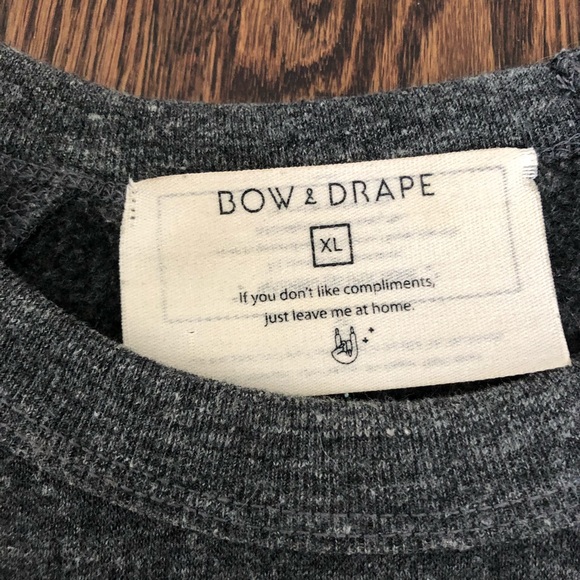 BOW & DRAPE
XL
If you don't like compliments,
just leave me at home.